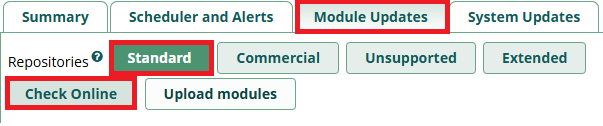 Summary Scheduler and Alerts Module Updates System Updates
Repositories ? Standard Commercial Unsupported Extended
Check Online Upload modules